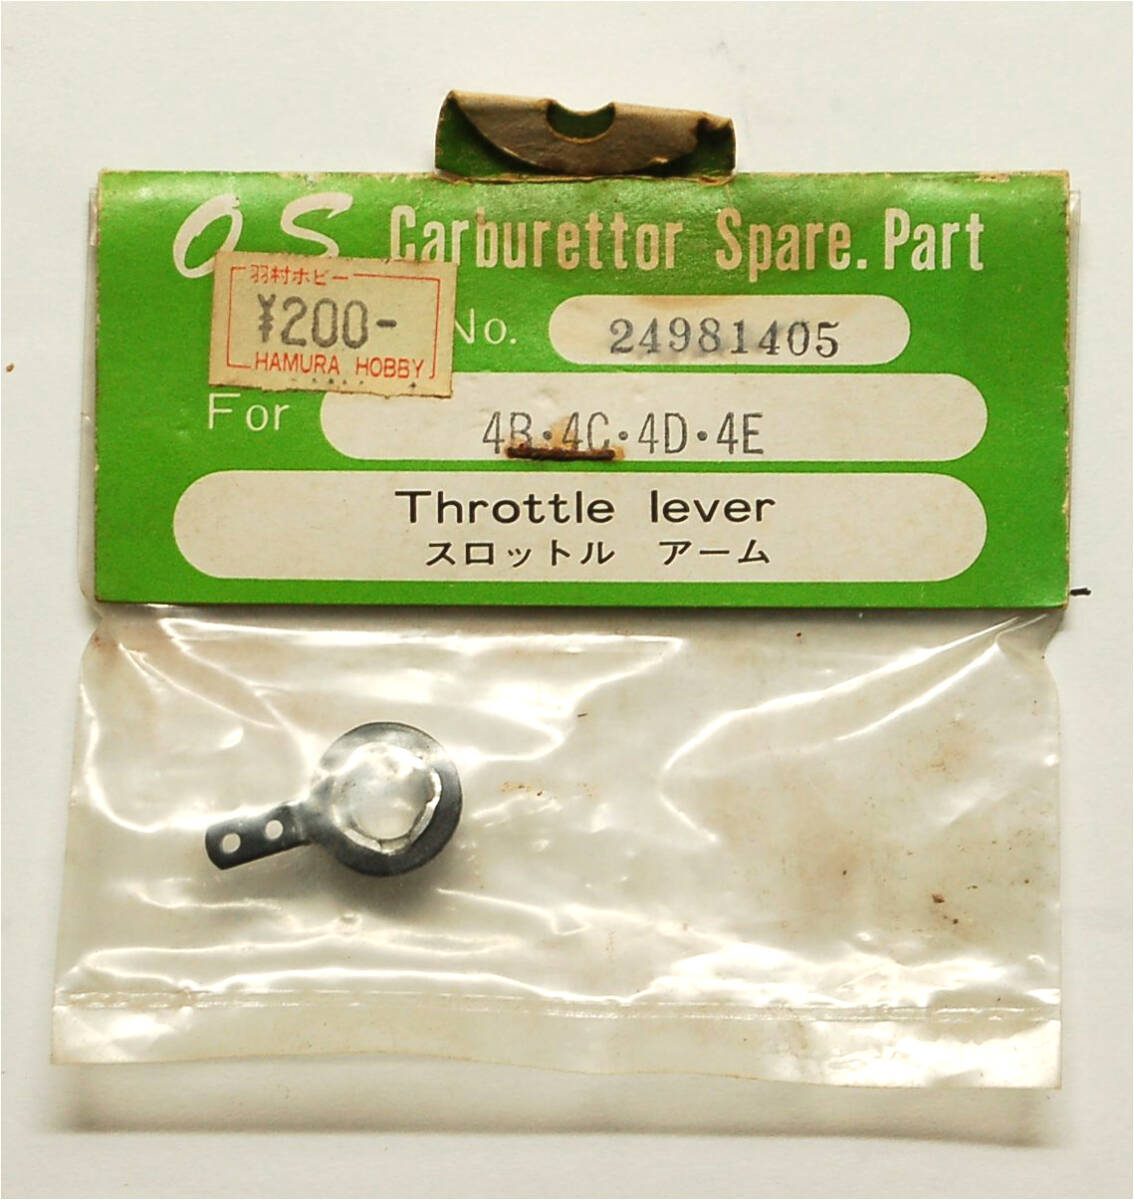 O.S. Carburettor Spare. Part
羽村ホビー
¥200-
HAMURA HOBBY
No. 24981405
For 4B·4C·4D·4E
Throttle lever
スロットル アーム